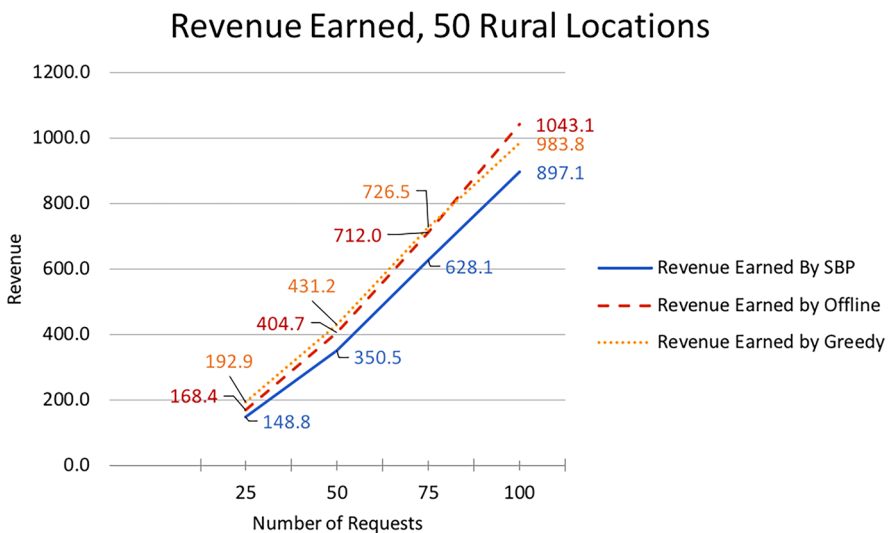 Revenue Earned, 50 Rural Locations
1200.0
1000.0
800.0
600.0
400.0
200.0
0.0
Revenue
1043.1
983.8
897.1
726.5
712.0
628.1
431.2
404.7
350.5
192.9
168.4
148.8
25 50 75 100
Number of Requests
Revenue Earned By SBP
Revenue Earned by Offline
Revenue Earned by Greedy